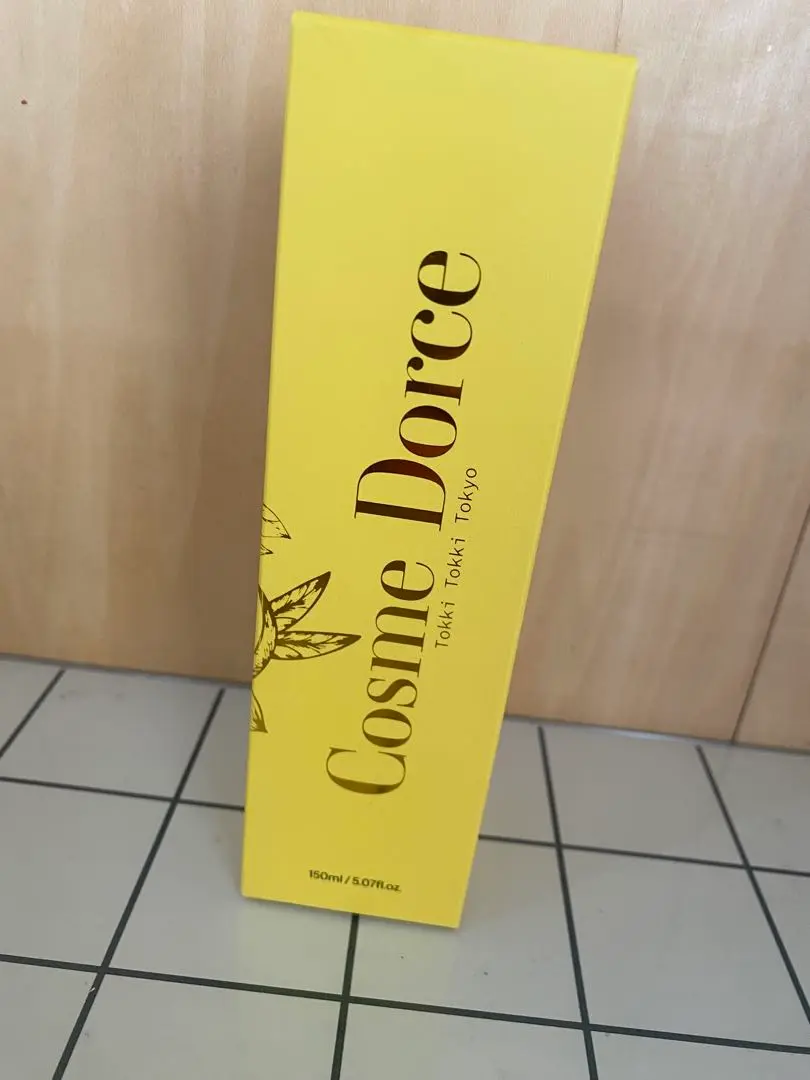 Cosme Dorce
Tokki Tokki Tokyo
150ml / 5.07fl.oz.